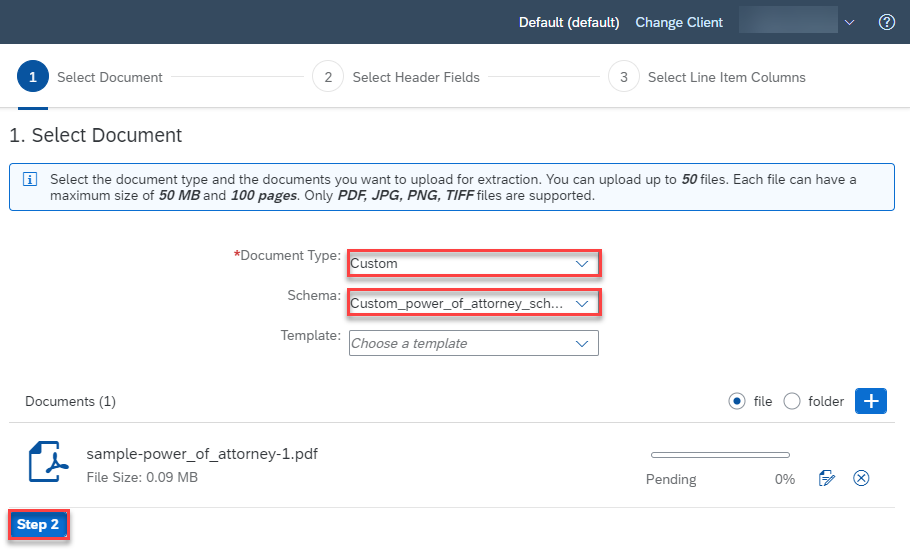 Default (default) Change Client
1 Select Document 2 Select Header Fields 3 Select Line Item Columns
1. Select Document
Select the document type and the documents you want to upload for extraction. You can upload up to 50 files. Each file can have a
maximum size of 50 MB and 100 pages. Only PDF, JPG, PNG, TIFF files are supported.
*Document Type: Custom
Schema: Custom_power_of_attorney_sch...
Template: Choose a template
Documents (1) file folder
sample-power_of_attorney-1.pdf
File Size: 0.09 MB Pending 0%
Step 2